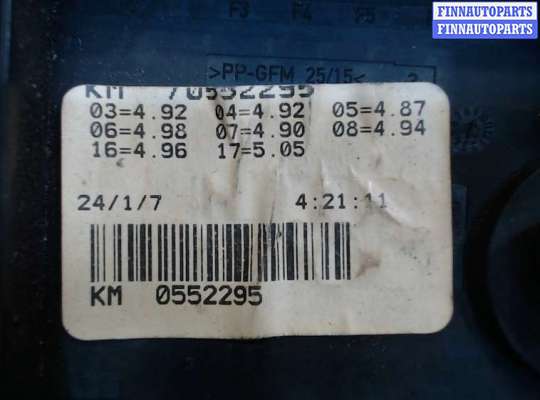 FINNAUTOPARTS
FINNAUTOPARTS
FINNAUTOPARTS
F3 F4 F5
>PP-GFM 25/15<
KM 70552295
03=4.92 04=4.92 05=4.87
06=4.98 07=4.90 08=4.94
16=4.96 17=5.05
24/1/7 4:21:11
KM 0552295